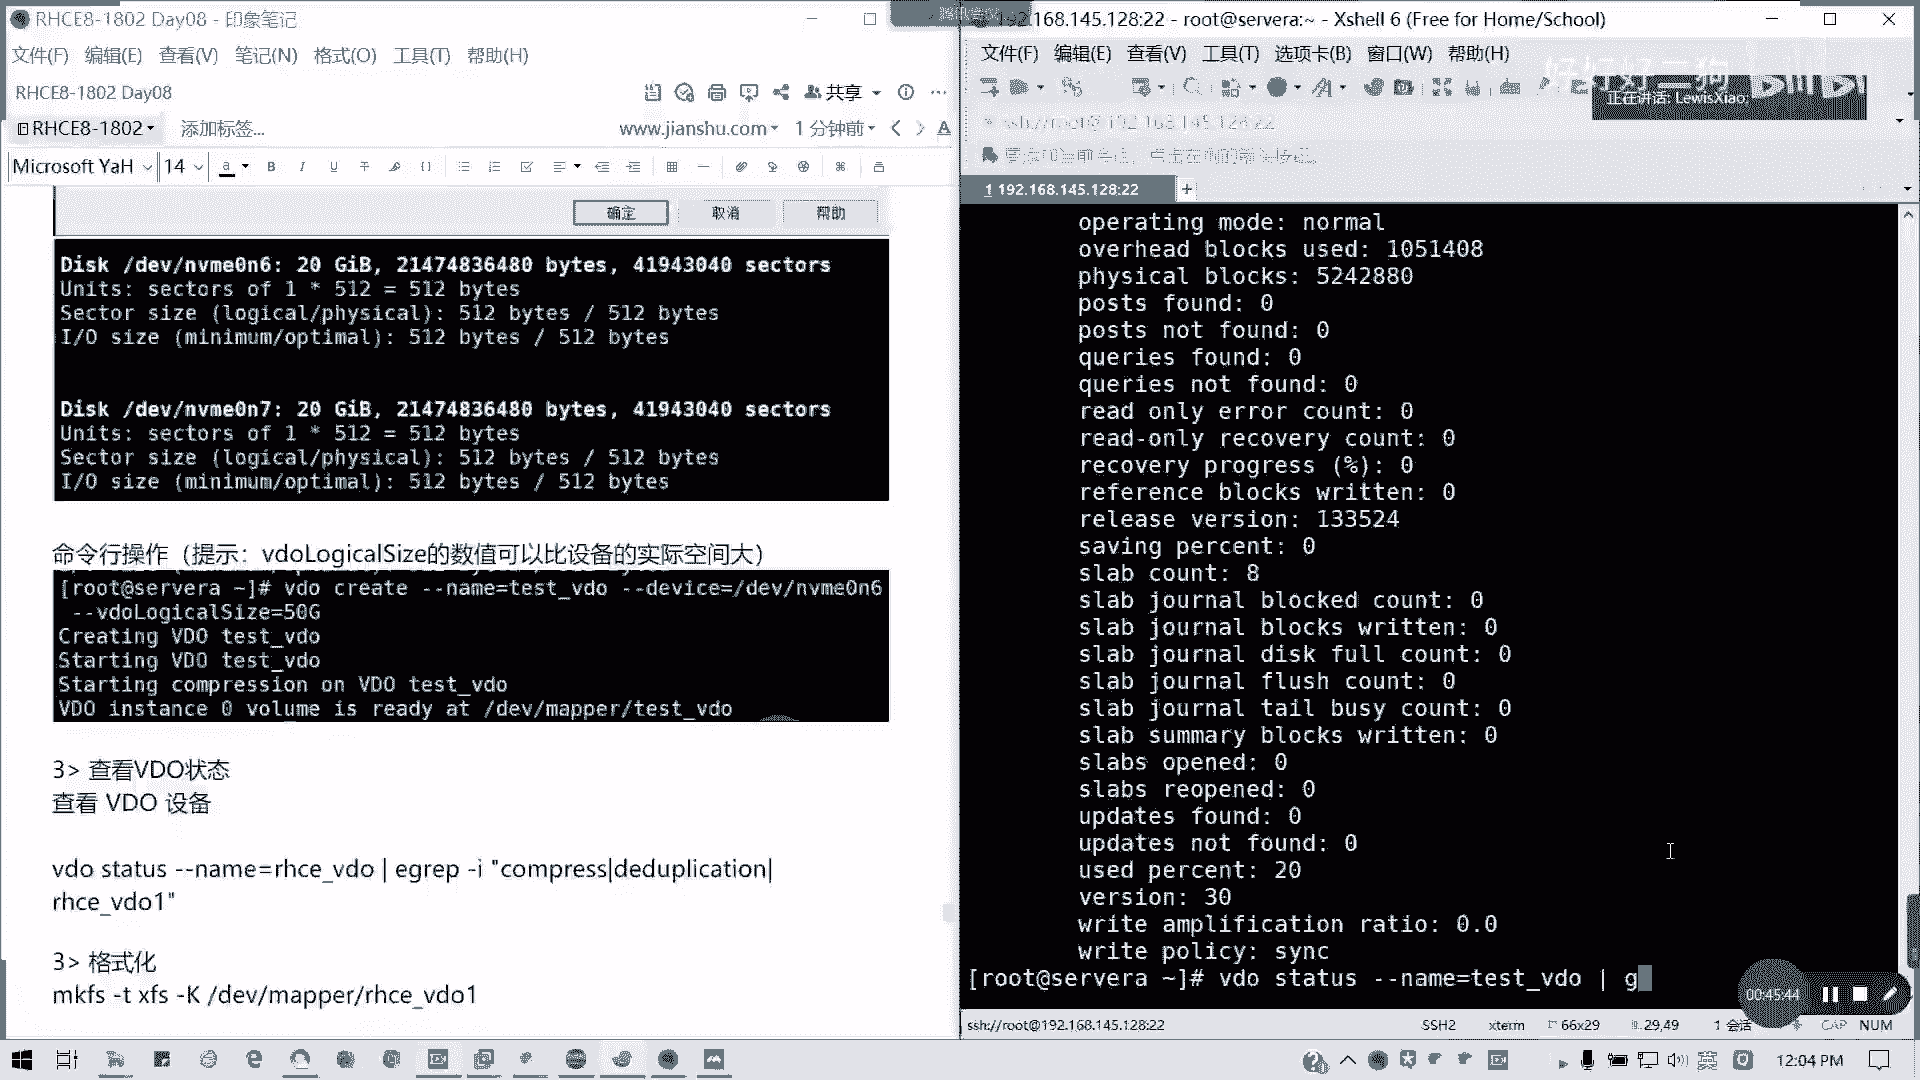 RHCE8-1802 Day08 - 印象笔记
文件(F) 编辑(E) 查看(V) 笔记(N) 格式(O) 工具(T) 帮助(H)
RHCE8-1802 Day08
共享
RHCE8-1802
添加标签...
www.jianshu.com
1 分钟前
Microsoft YaH
14
确定
取消
帮助
Disk /dev/nvme0n6: 20 GiB, 21474836480 bytes, 41943040 sectors
Units: sectors of 1 * 512 = 512 bytes
Sector size (logical/physical): 512 bytes / 512 bytes
I/O size (minimum/optimal): 512 bytes / 512 bytes
Disk /dev/nvme0n7: 20 GiB, 21474836480 bytes, 41943040 sectors
Units: sectors of 1 * 512 = 512 bytes
Sector size (logical/physical): 512 bytes / 512 bytes
I/O size (minimum/optimal): 512 bytes / 512 bytes
命令行操作（提示：vdoLogicalSize的数值可以比设备的实际空间大）
[root@servera ~]# vdo create --name=test_vdo --device=/dev/nvme0n6
--vdoLogicalSize=50G
Creating VDO test_vdo
Starting VDO test_vdo
Starting compression on VDO test_vdo
VDO instance 0 volume is ready at /dev/mapper/test_vdo
3> 查看VDO状态
查看 VDO 设备
vdo status --name=rhce_vdo | egrep -i "compress|deduplication|
rhce_vdo1"
3> 格式化
mkfs -t xfs -K /dev/mapper/rhce_vdo1
腾讯会议
192.168.145.128:22 - root@servera:~ - Xshell 6 (Free for Home/School)
文件(F) 编辑(E) 查看(V) 工具(T) 选项卡(B) 窗口(W) 帮助(H)
正在讲话: LewisXiao;
ssh://root@192.168.145.128:22
1 192.168.145.128:22
operating mode: normal
overhead blocks used: 1051408
physical blocks: 5242880
posts found: 0
posts not found: 0
queries found: 0
queries not found: 0
read only error count: 0
read-only recovery count: 0
recovery progress (%): 0
reference blocks written: 0
release version: 133524
saving percent: 0
slab count: 8
slab journal blocked count: 0
slab journal blocks written: 0
slab journal disk full count: 0
slab journal flush count: 0
slab journal tail busy count: 0
slab summary blocks written: 0
slabs opened: 0
slabs reopened: 0
updates found: 0
updates not found: 0
used percent: 20
version: 30
write amplification ratio: 0.0
write policy: sync
[root@servera ~]# vdo status --name=test_vdo | g
00:45:44
ssh://root@192.168.145.128:22
SSH2
xterm
66x29
29,49
1 会话
CAP
NUM
英
12:04 PM